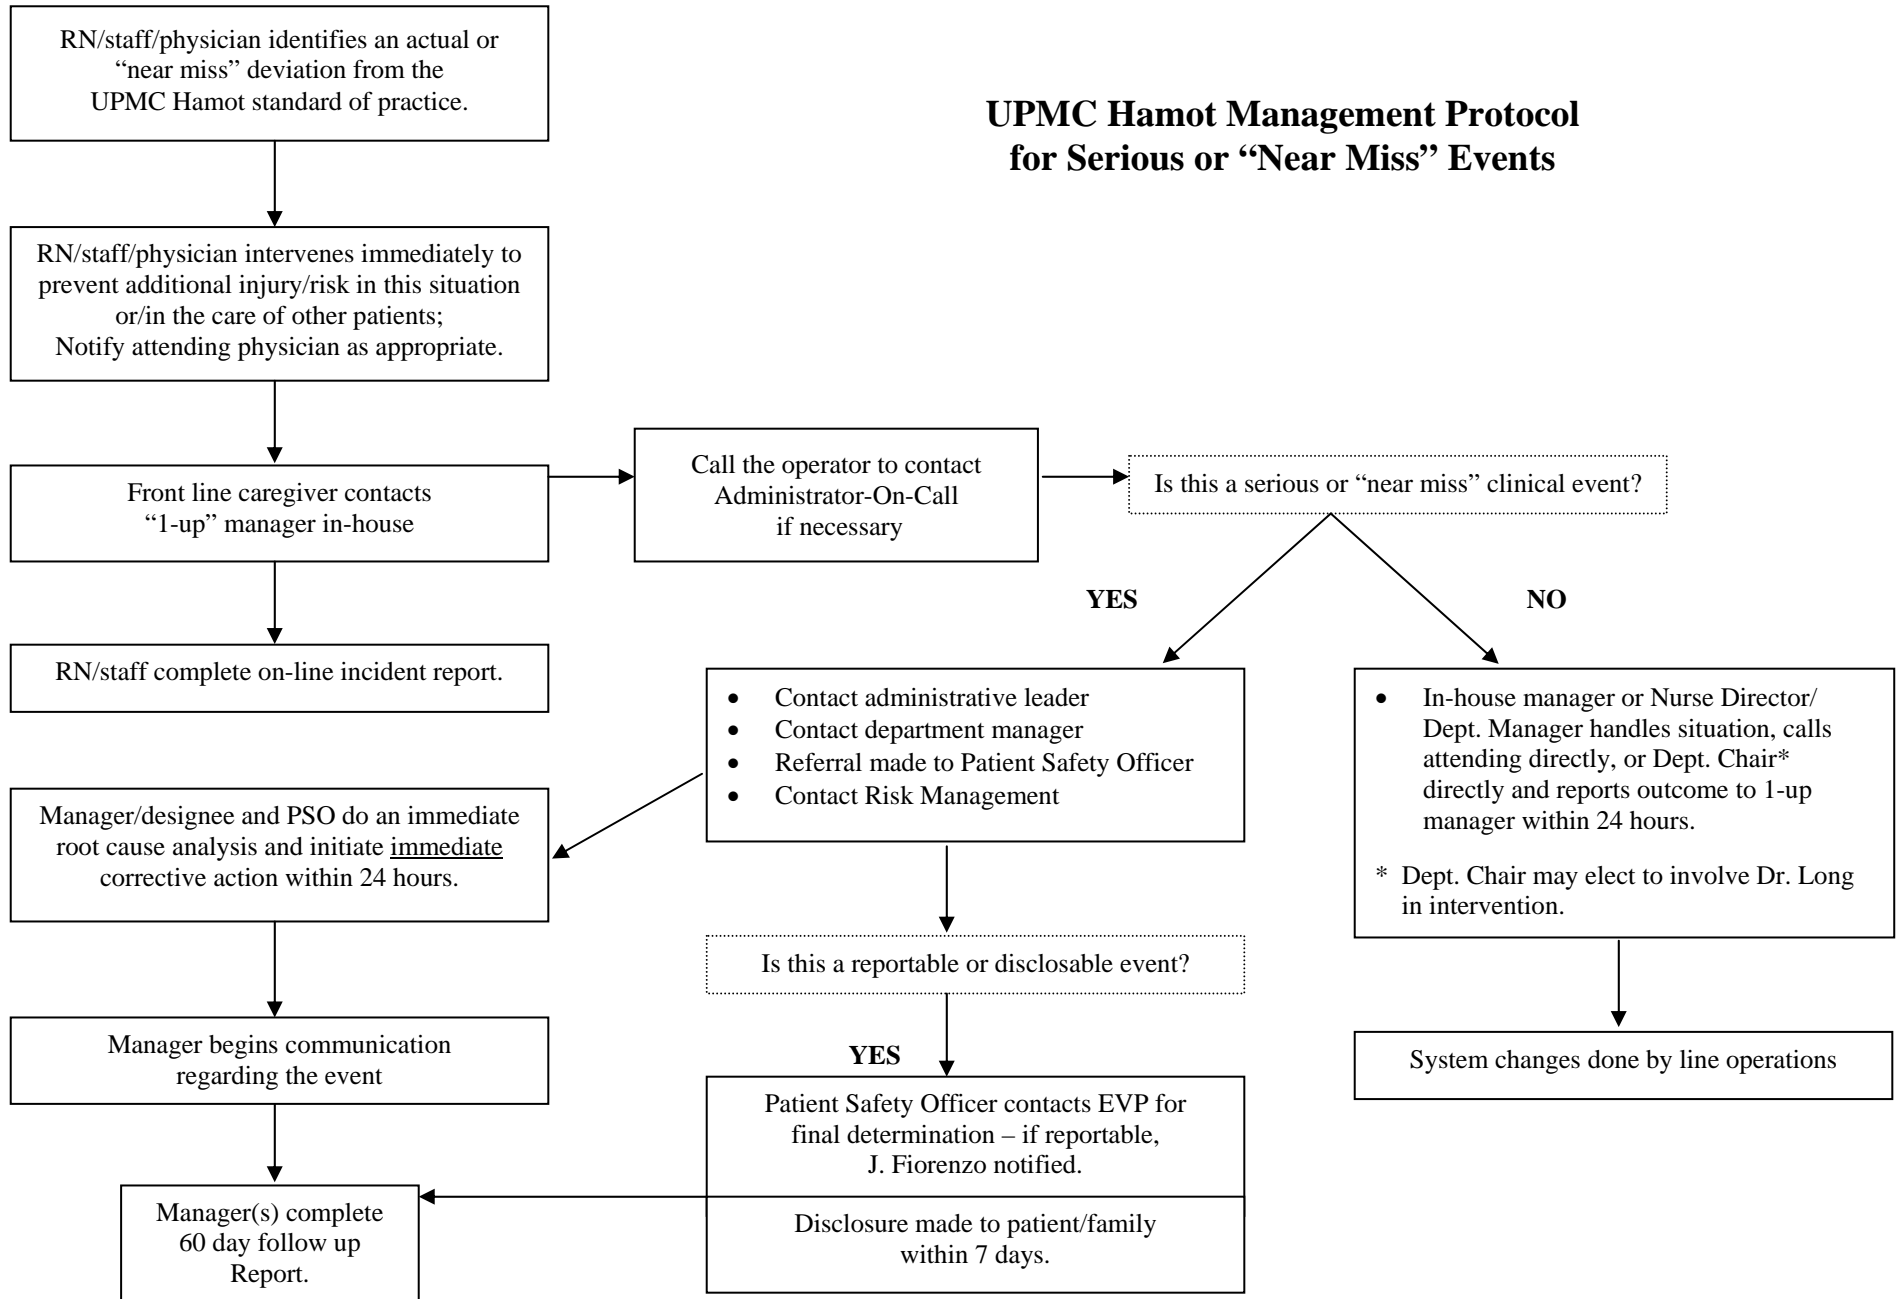 RN/staff/physician identifies an actual or
“near miss” deviation from the
UPMC Hamot standard of practice.
UPMC Hamot Management Protocol
for Serious or “Near Miss” Events
RN/staff/physician intervenes immediately to
prevent additional injury/risk in this situation
or/in the care of other patients;
Notify attending physician as appropriate.
Front line caregiver contacts
“1-up” manager in-house
Call the operator to contact
Administrator-On-Call
if necessary
Is this a serious or “near miss” clinical event?
YES
NO
RN/staff complete on-line incident report.
• Contact administrative leader
• Contact department manager
• Referral made to Patient Safety Officer
• Contact Risk Management
• In-house manager or Nurse Director/
Dept. Manager handles situation, calls
attending directly, or Dept. Chair*
directly and reports outcome to 1-up
manager within 24 hours.
* Dept. Chair may elect to involve Dr. Long
in intervention.
Manager/designee and PSO do an immediate
root cause analysis and initiate immediate
corrective action within 24 hours.
Is this a reportable or disclosable event?
Manager begins communication
regarding the event
YES
System changes done by line operations
Patient Safety Officer contacts EVP for
final determination – if reportable,
J. Fiorenzo notified.
Disclosure made to patient/family
within 7 days.
Manager(s) complete
60 day follow up
Report.